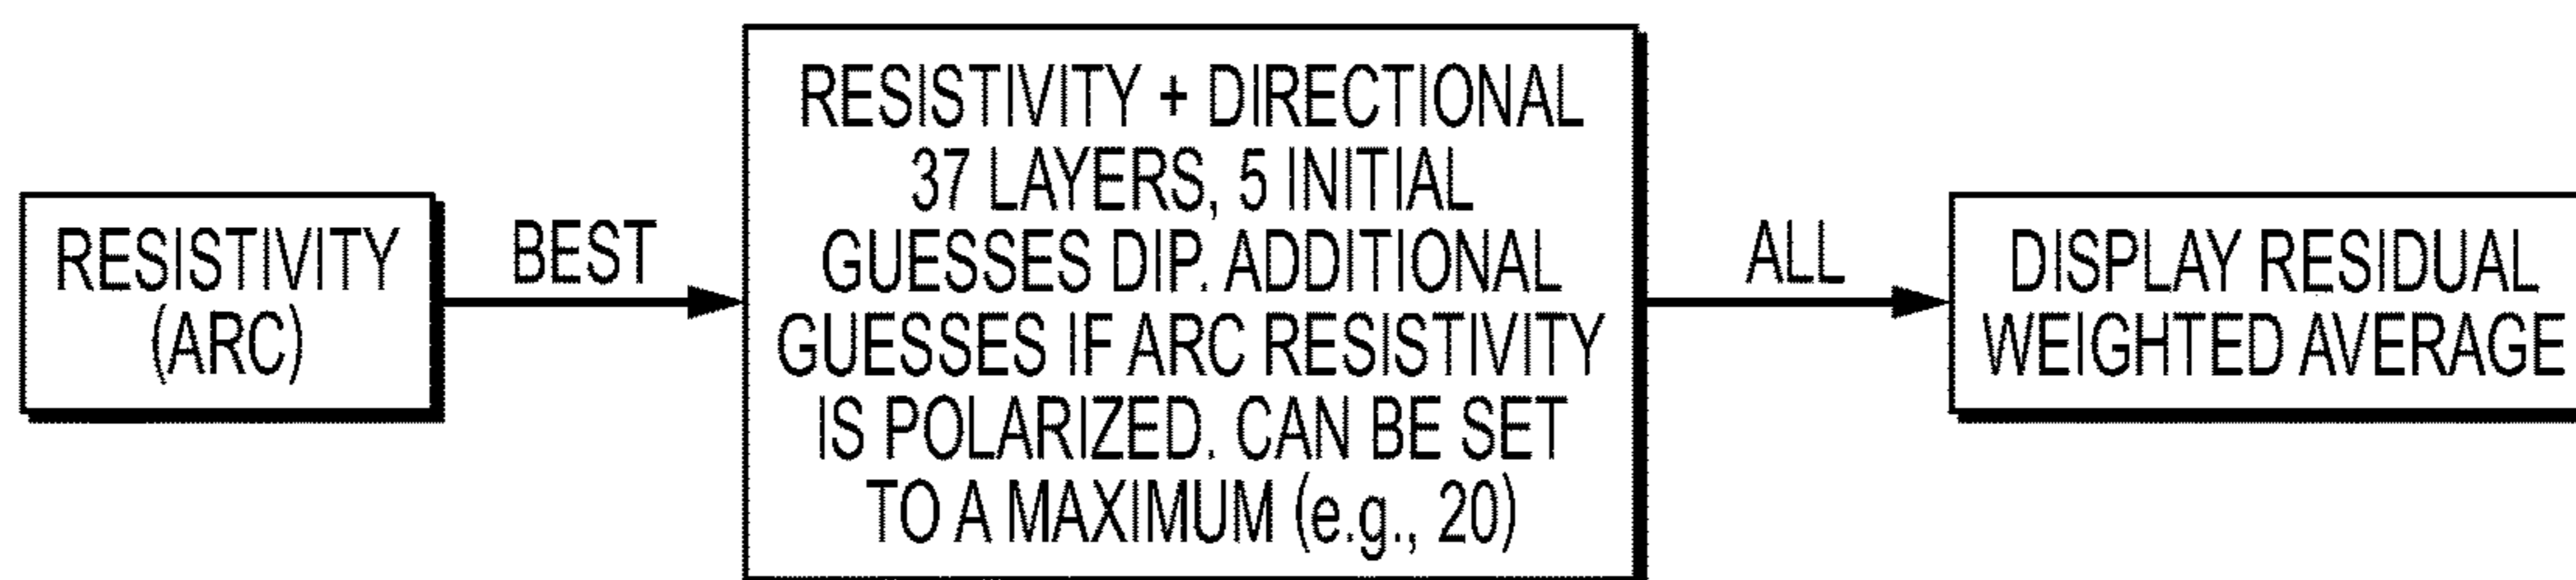 RESISTIVITY
(ARC)
BEST
RESISTIVITY + DIRECTIONAL
37 LAYERS, 5 INITIAL
GUESSES DIP. ADDITIONAL
GUESSES IF ARC RESISTIVITY
IS POLARIZED. CAN BE SET
TO A MAXIMUM (e.g., 20)
ALL
DISPLAY RESIDUAL
WEIGHTED AVERAGE